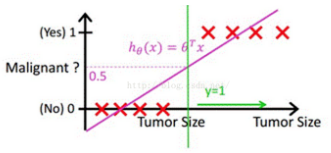 (Yes) 1
hθ(x) = θᵀx
Malignant ?
0.5
y=1
(No) 0
Tumor Size
Tumor Size